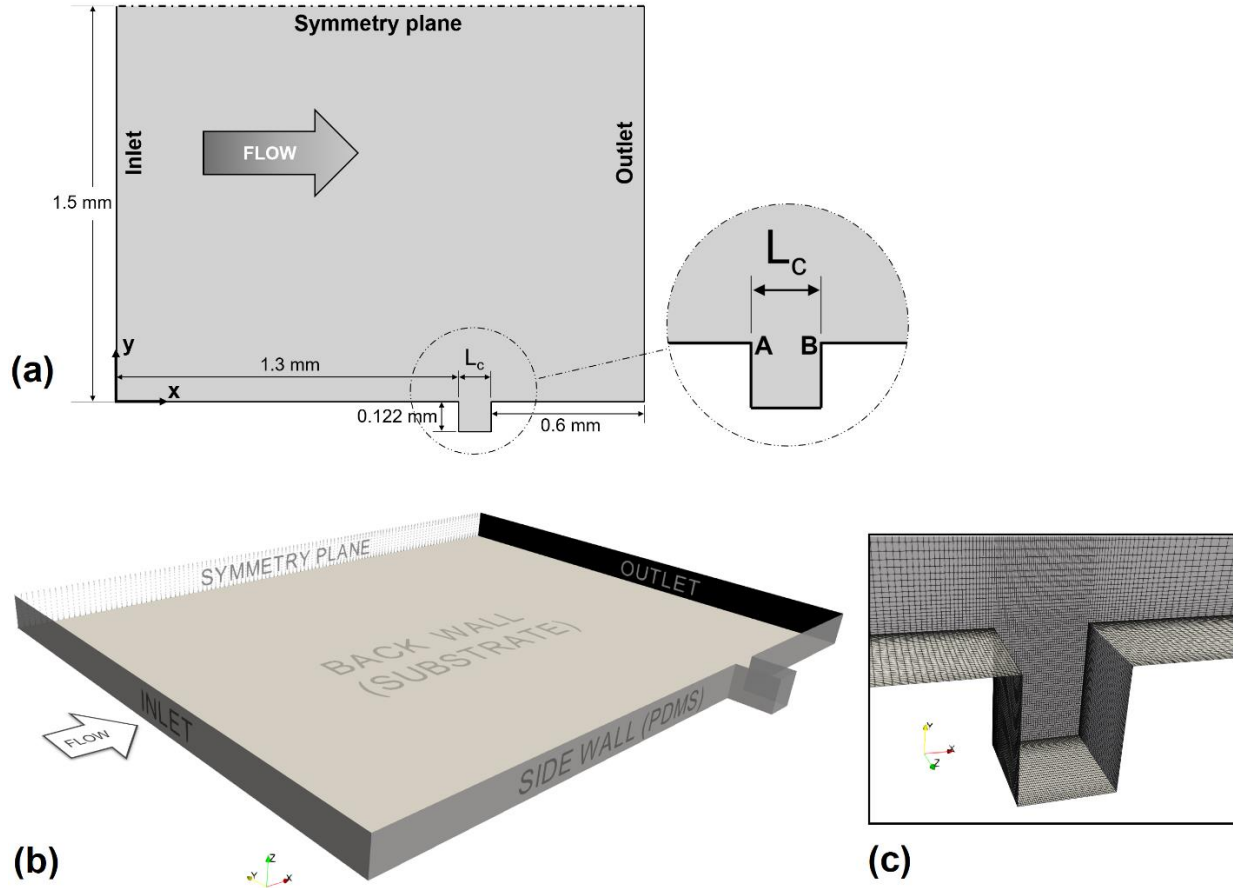 Symmetry plane
Inlet
FLOW
Outlet
1.5 mm
L_C
A B
y
x
(a)
1.3 mm
L_c
0.122 mm
0.6 mm
SYMMETRY PLANE
OUTLET
BACK WALL
(SUBSTRATE)
INLET
FLOW
SIDE WALL (PDMS)
Z
Y
X
(b)
Y
X
Z
(c)